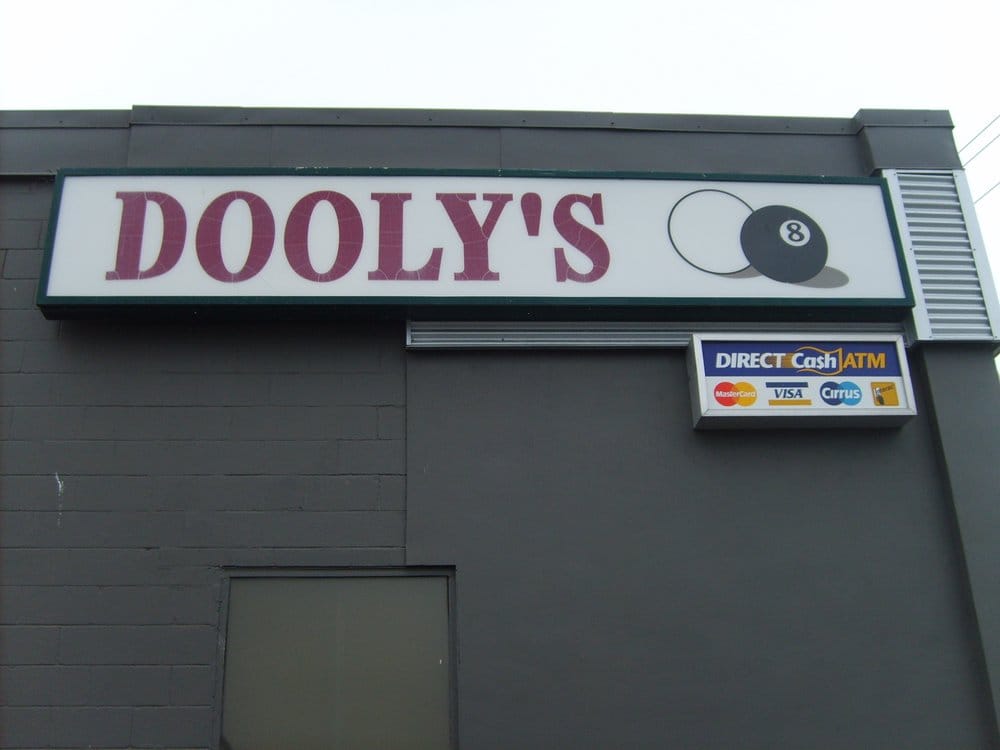 DOOLY'S
8
DIRECT Cash ATM
MasterCard VISA Cirrus